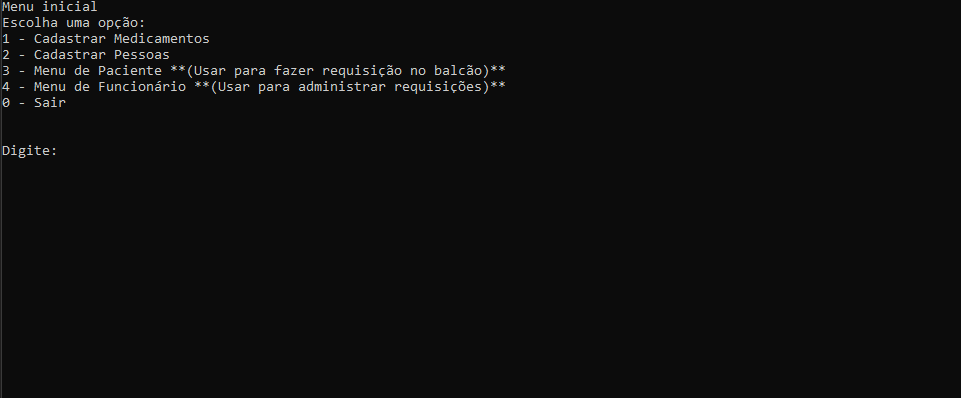 Menu inicial
Escolha uma opção:
1 - Cadastrar Medicamentos
2 - Cadastrar Pessoas
3 - Menu de Paciente **(Usar para fazer requisição no balcão)**
4 - Menu de Funcionário **(Usar para administrar requisições)**
0 - Sair
Digite: